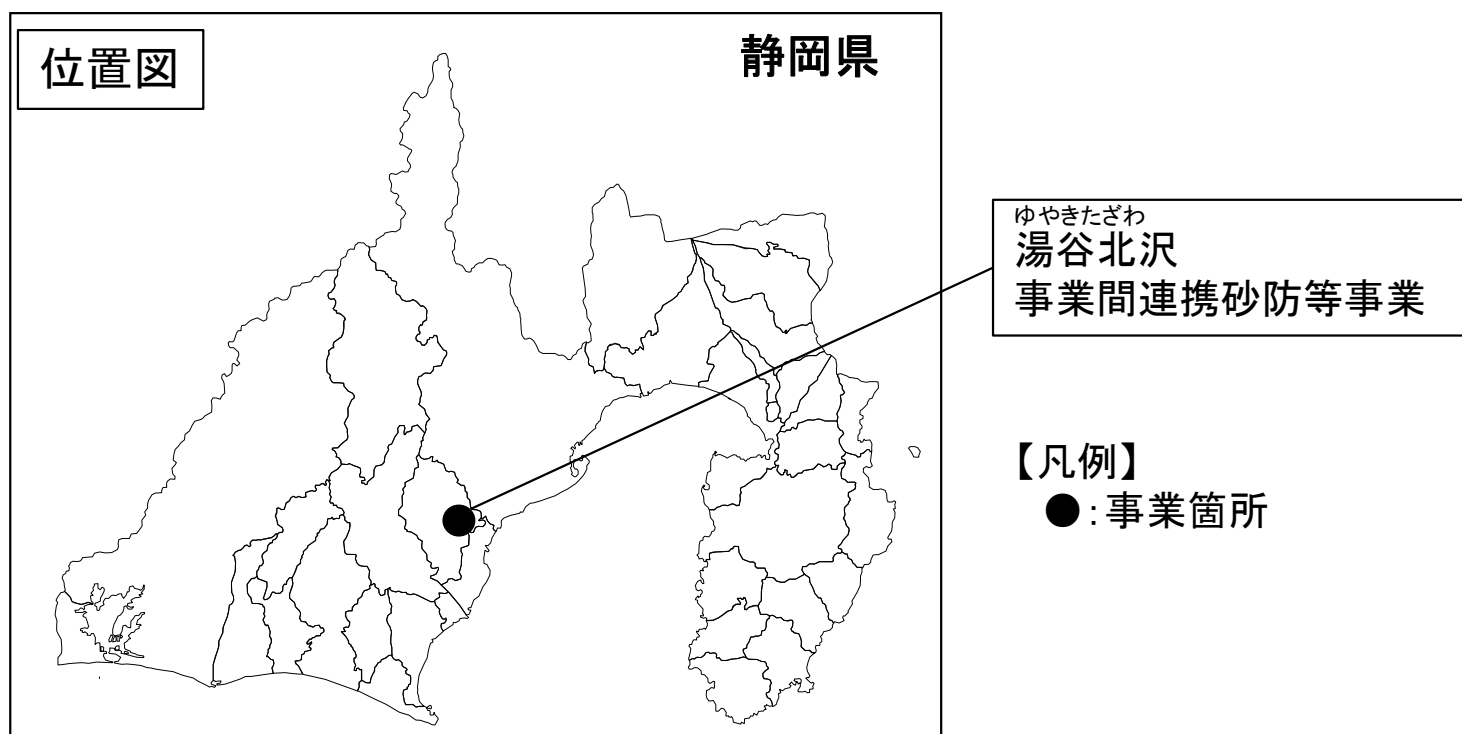 位置図
静岡県
ゆやきたざわ
湯谷北沢
事業間連携砂防等事業
【凡例】
●：事業箇所